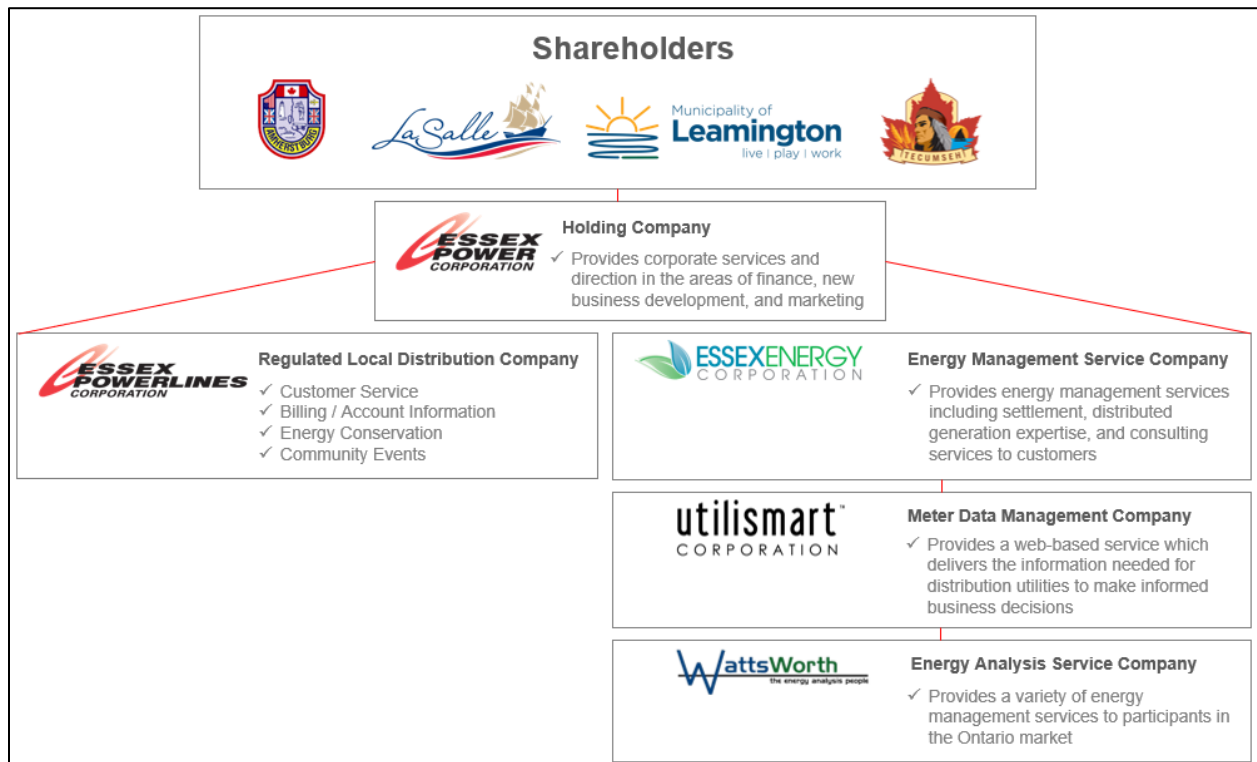 Shareholders
AMHERSTBURG
LaSalle
Municipality of
Leamington
live | play | work
TECUMSEH
ESSEX
POWER
CORPORATION
Holding Company
✓ Provides corporate services and
direction in the areas of finance, new
business development, and marketing
ESSEX
POWERLINES
CORPORATION
Regulated Local Distribution Company
✓ Customer Service
✓ Billing / Account Information
✓ Energy Conservation
✓ Community Events
ESSEXENERGY
CORPORATION
Energy Management Service Company
✓ Provides energy management services
including settlement, distributed
generation expertise, and consulting
services to customers
utilismart™
CORPORATION
Meter Data Management Company
✓ Provides a web-based service which
delivers the information needed for
distribution utilities to make informed
business decisions
WattsWorth
the energy analysis people
Energy Analysis Service Company
✓ Provides a variety of energy
management services to participants in
the Ontario market